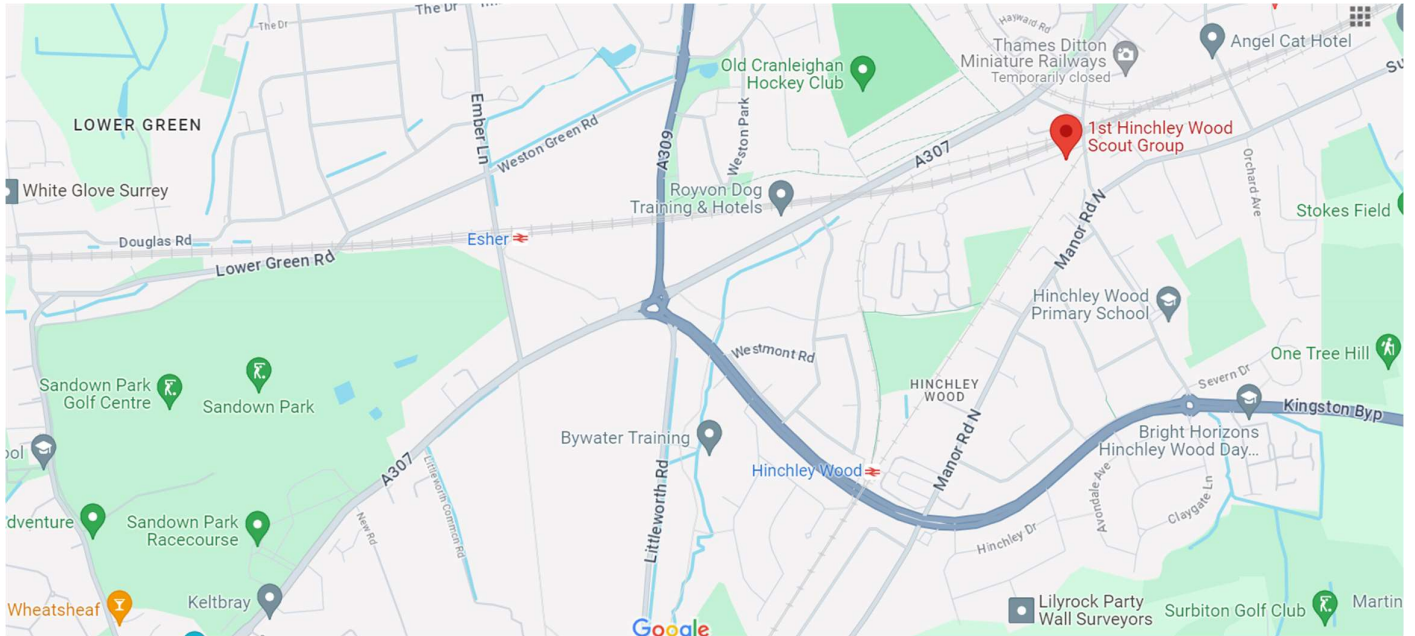 The Dr
The Dr
Hayward Rd
Thames Ditton
Miniature Railways
Temporarily closed
Angel Cat Hotel
Old Cranleighan
Hockey Club
Su
LOWER GREEN
Ember Ln
Weston Green Rd
A309
Weston Park
A307
1st Hinchley Wood
Scout Group
White Glove Surrey
Royvon Dog
Training & Hotels
Orchard Ave
Stokes Field
Douglas Rd
Esher
Lower Green Rd
Manor Rd N
Hinchley Wood
Primary School
Westmont Rd
One Tree Hill
Sandown Park
Golf Centre
Sandown Park
HINCHLEY
WOOD
Severn Dr
Kingston Byp
Bywater Training
Bright Horizons
Hinchley Wood Day...
ool
A307
Hinchley Wood
Manor Rd N
Littleworth Common Rd
Littleworth Rd
Avondale Ave
Claygate Ln
dventure
Sandown Park
Racecourse
New Rd
Hinchley Dr
Wheatsheaf
Keltbray
Lilyrock Party
Wall Surveyors
Surbiton Golf Club
Martin
Google